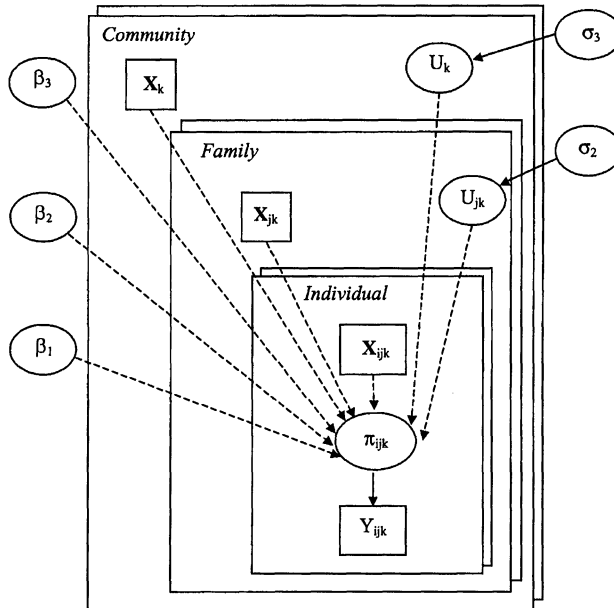 Community
σ₃
β₃
Xₖ
Uₖ
Family
σ₂
β₂
Xⱼₖ
Uⱼₖ
Individual
β₁
Xᵢⱼₖ
πᵢⱼₖ
Yᵢⱼₖ